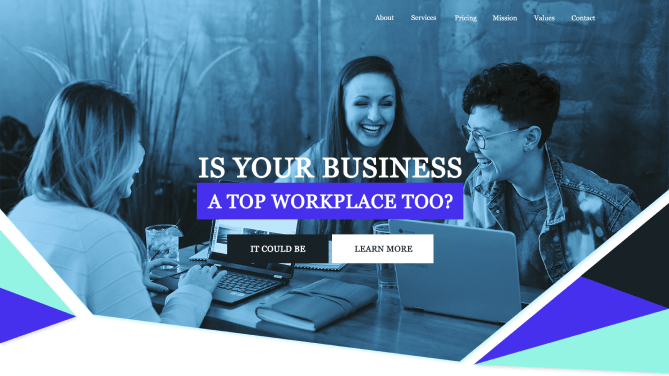 About Services Pricing Mission Values Contact
IS YOUR BUSINESS
A TOP WORKPLACE TOO?
IT COULD BE LEARN MORE